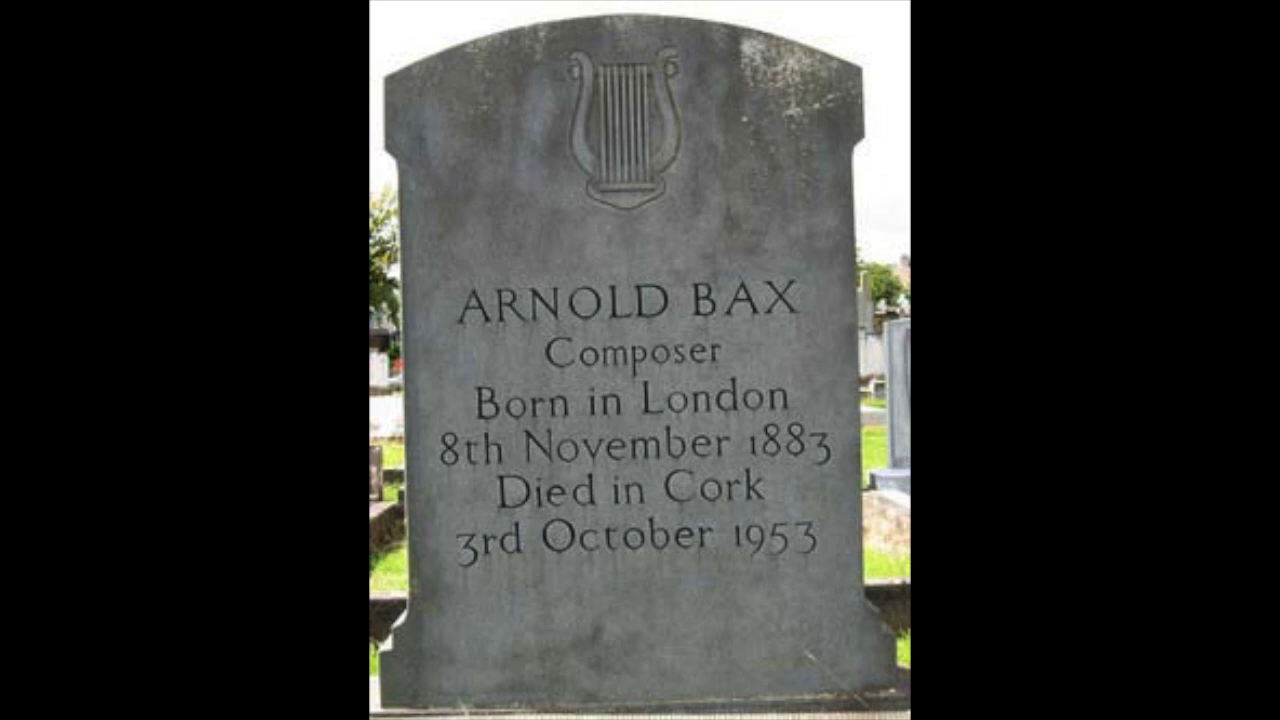 ARNOLD BAX
Composer
Born in London
8th November 1883
Died in Cork
3rd October 1953